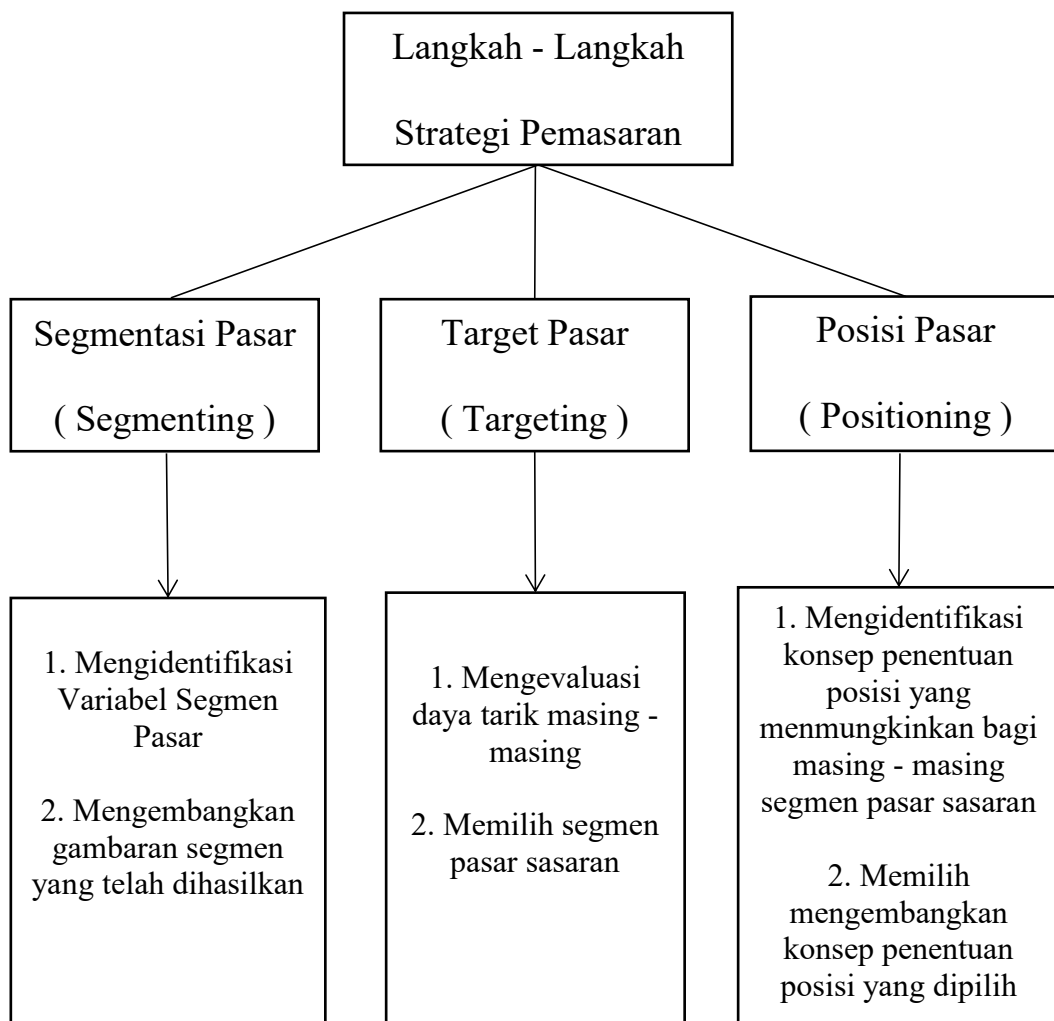 Langkah - Langkah
Strategi Pemasaran
Segmentasi Pasar
( Segmenting )
Target Pasar
( Targeting )
Posisi Pasar
( Positioning )
1. Mengidentifikasi
Variabel Segmen
Pasar
2. Mengembangkan
gambaran segmen
yang telah dihasilkan
1. Mengevaluasi
daya tarik masing -
masing
2. Memilih segmen
pasar sasaran
1. Mengidentifikasi
konsep penentuan
posisi yang
menmungkinkan bagi
masing - masing
segmen pasar sasaran
2. Memilih
mengembangkan
konsep penentuan
posisi yang dipilih